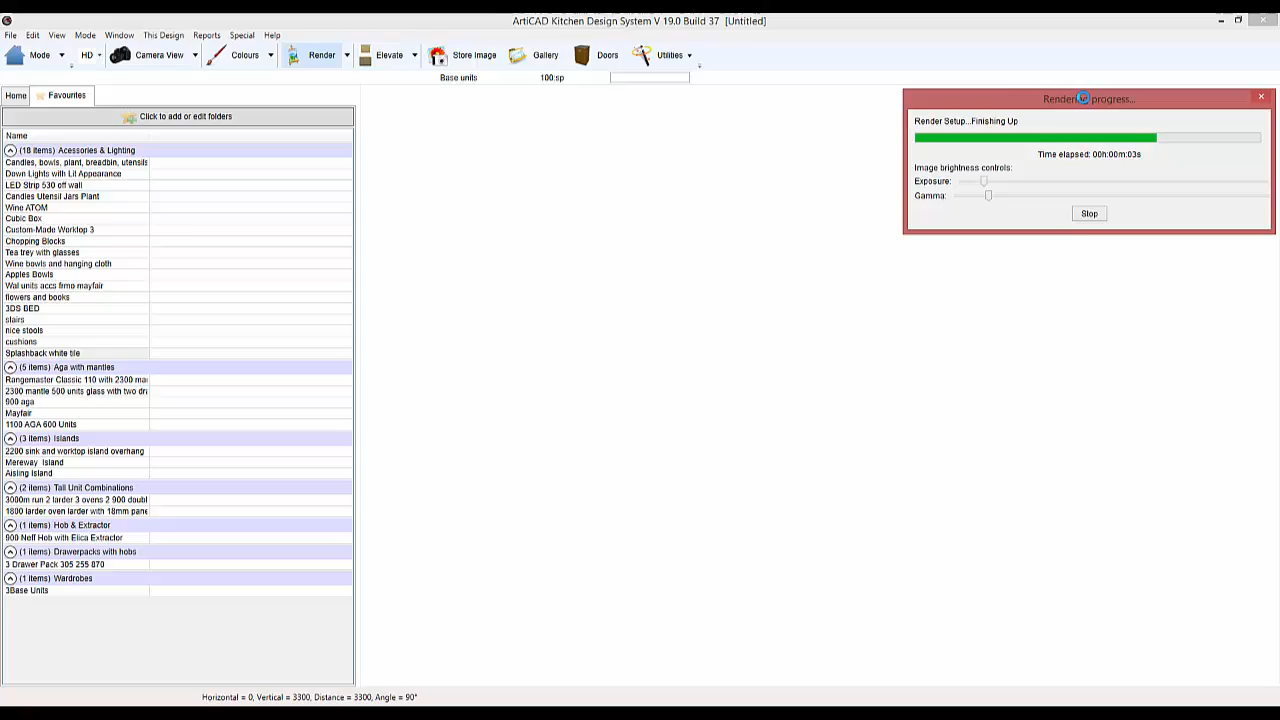 ArtiCAD Kitchen Design System V 19.0 Build 37 [Untitled]
File Edit View Mode Window This Design Reports Special Help
Mode HD Camera View Colours Render Elevate Store Image Gallery Doors Utilities
Base units 100:sp
Home Favourites
Click to add or edit folders
Name
(18 items) Acessories & Lighting
Candles, bowls, plant, breadbin, utensils
Down Lights with Lil Appearance
LED Strip 530 off wall
Candles Utensil Jars Plant
Wine ATOM
Cubic Box
Custom-Made Worktop 3
Chopping Blocks
Tea trey with glasses
Wine bowls and hanging cloth
Apples Bowls
Wal units accs frmo mayfair
flowers and books
3DS BED
stairs
nice stools
cushions
Splashback white tile
(5 items) Aga with mantles
Rangemaster Classic 110 with 2300 ma
2300 mantle 500 units glass with two dra
900 aga
Mayfair
1100 AGA 600 Units
(3 items) Islands
2200 sink and worktop island overhang
Mereway Island
Aisling Island
(2 items) Tall Unit Combinations
3000m run 2 larder 3 ovens 2 900 doubl
1800 larder oven larder with 18mm pane
(1 items) Hob & Extractor
900 Neff Hob with Elica Extractor
(1 items) Drawerpacks with hobs
3 Drawer Pack 305 255 870
(1 items) Wardrobes
3Base Units
progress...
Render Setup...Finishing Up
Time elapsed: 00h:00m:03s
Image brightness controls:
Exposure:
Gamma:
Stop
Horizontal = 0, Vertical = 3300, Distance = 3300, Angle = 90°